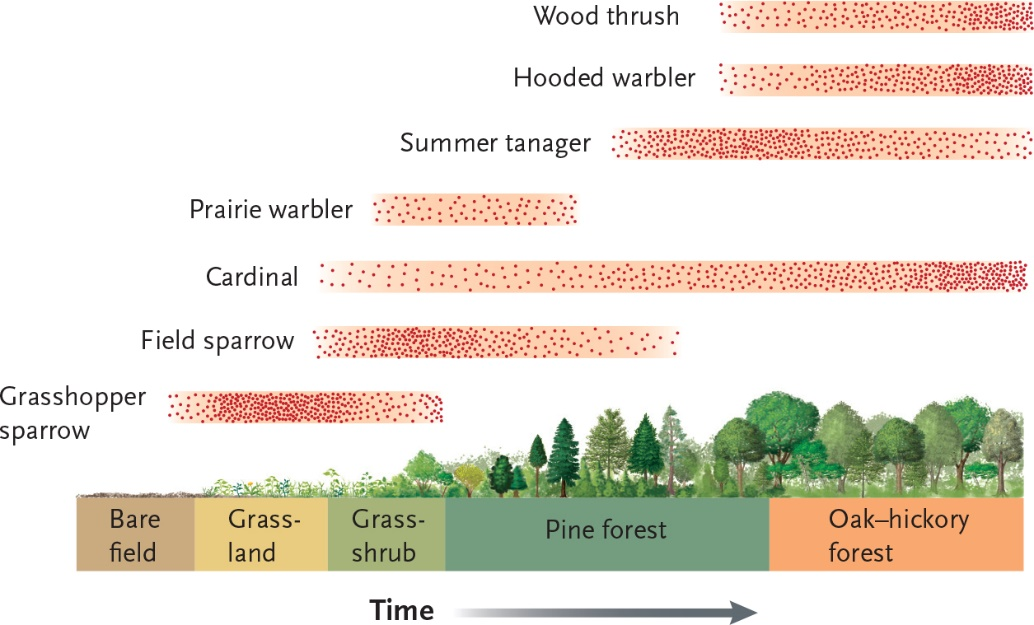 Wood thrush
Hooded warbler
Summer tanager
Prairie warbler
Cardinal
Field sparrow
Grasshopper
sparrow
Bare
field
Grass-
land
Grass-
shrub
Pine forest
Oak–hickory
forest
Time